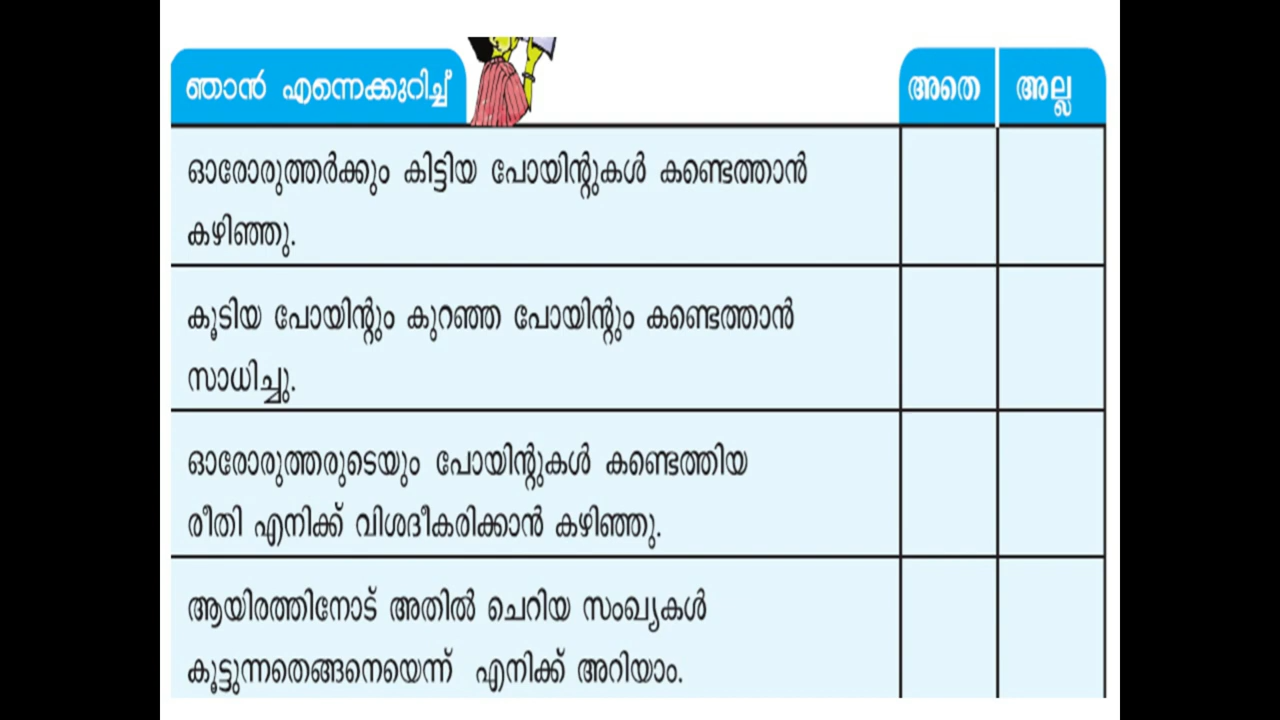 ഞാൻ എന്നെക്കുറിച്ച് അതെ അല്ല
ഓരോരുത്തർക്കും കിട്ടിയ പോയിന്റുകൾ കണ്ടെത്താൻ
കഴിഞ്ഞു.
കൂടിയ പോയിന്റും കുറഞ്ഞ പോയിന്റും കണ്ടെത്താൻ
സാധിച്ചു.
ഓരോരുത്തരുടെയും പോയിന്റുകൾ കണ്ടെത്തിയ
രീതി എനിക്ക് വിശദീകരിക്കാൻ കഴിഞ്ഞു.
ആയിരത്തിനോട് അതിൽ ചെറിയ സംഖ്യകൾ
കൂട്ടുന്നതെങ്ങനെയെന്ന് എനിക്ക് അറിയാം.